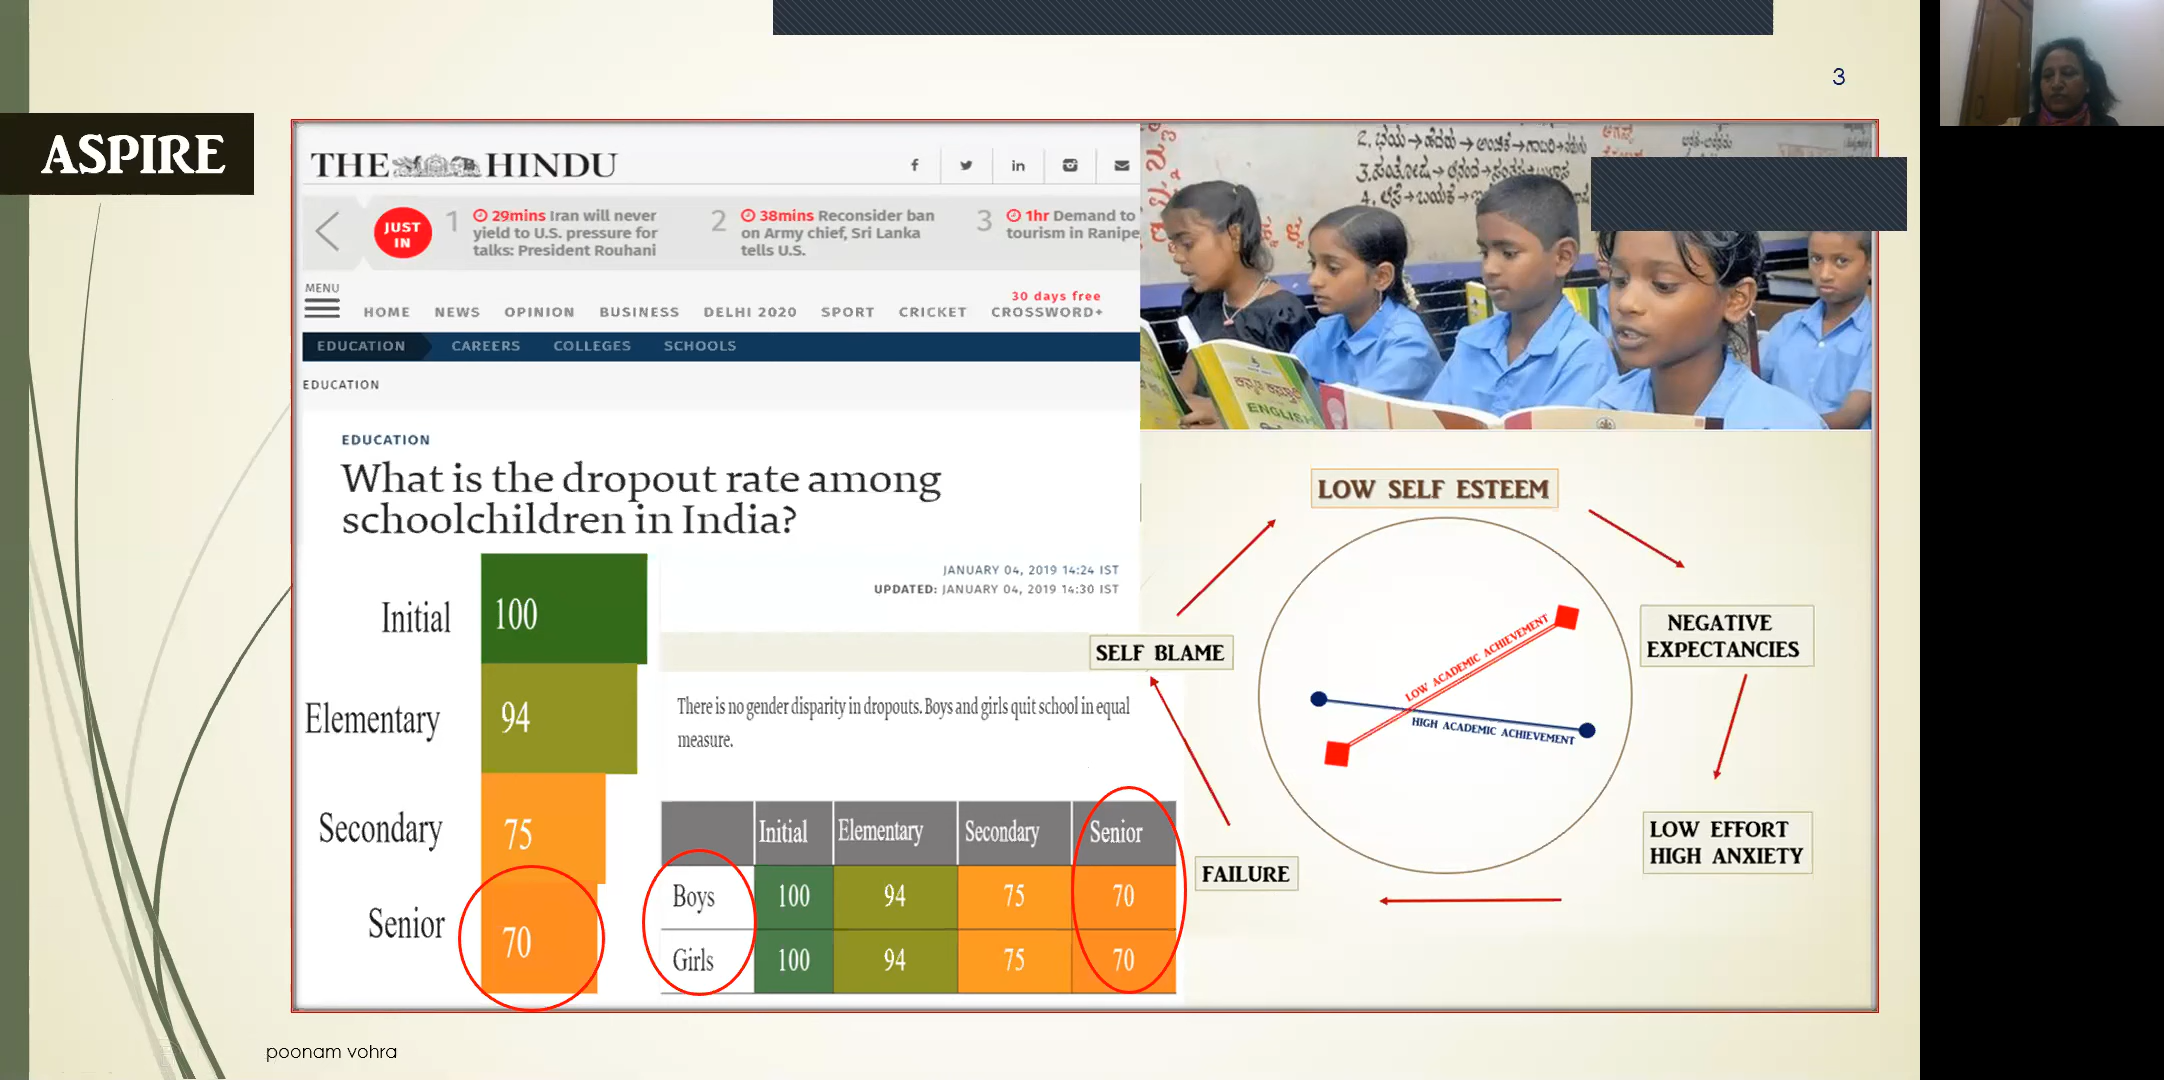 3
ASPIRE
THE HINDU
JUST IN
1 29mins Iran will never
yield to U.S. pressure for
talks: President Rouhani
2 38mins Reconsider ban
on Army chief, Sri Lanka
tells U.S.
3 1hr Demand to
tourism in Ranipe
MENU
HOME NEWS OPINION BUSINESS DELHI 2020 SPORT CRICKET
30 days free
CROSSWORD+
EDUCATION CAREERS COLLEGES SCHOOLS
EDUCATION
EDUCATION
What is the dropout rate among
schoolchildren in India?
JANUARY 04, 2019 14:24 IST
UPDATED: JANUARY 04, 2019 14:30 IST
Initial 100
Elementary 94
Secondary 75
Senior 70
There is no gender disparity in dropouts. Boys and girls quit school in equal
measure.
Initial Elementary Secondary Senior
Boys 100 94 75 70
Girls 100 94 75 70
ENGLISH
LOW SELF ESTEEM
NEGATIVE
EXPECTANCIES
LOW EFFORT
HIGH ANXIETY
FAILURE
SELF BLAME
LOW ACADEMIC ACHIEVEMENT
HIGH ACADEMIC ACHIEVEMENT
poonam vohra